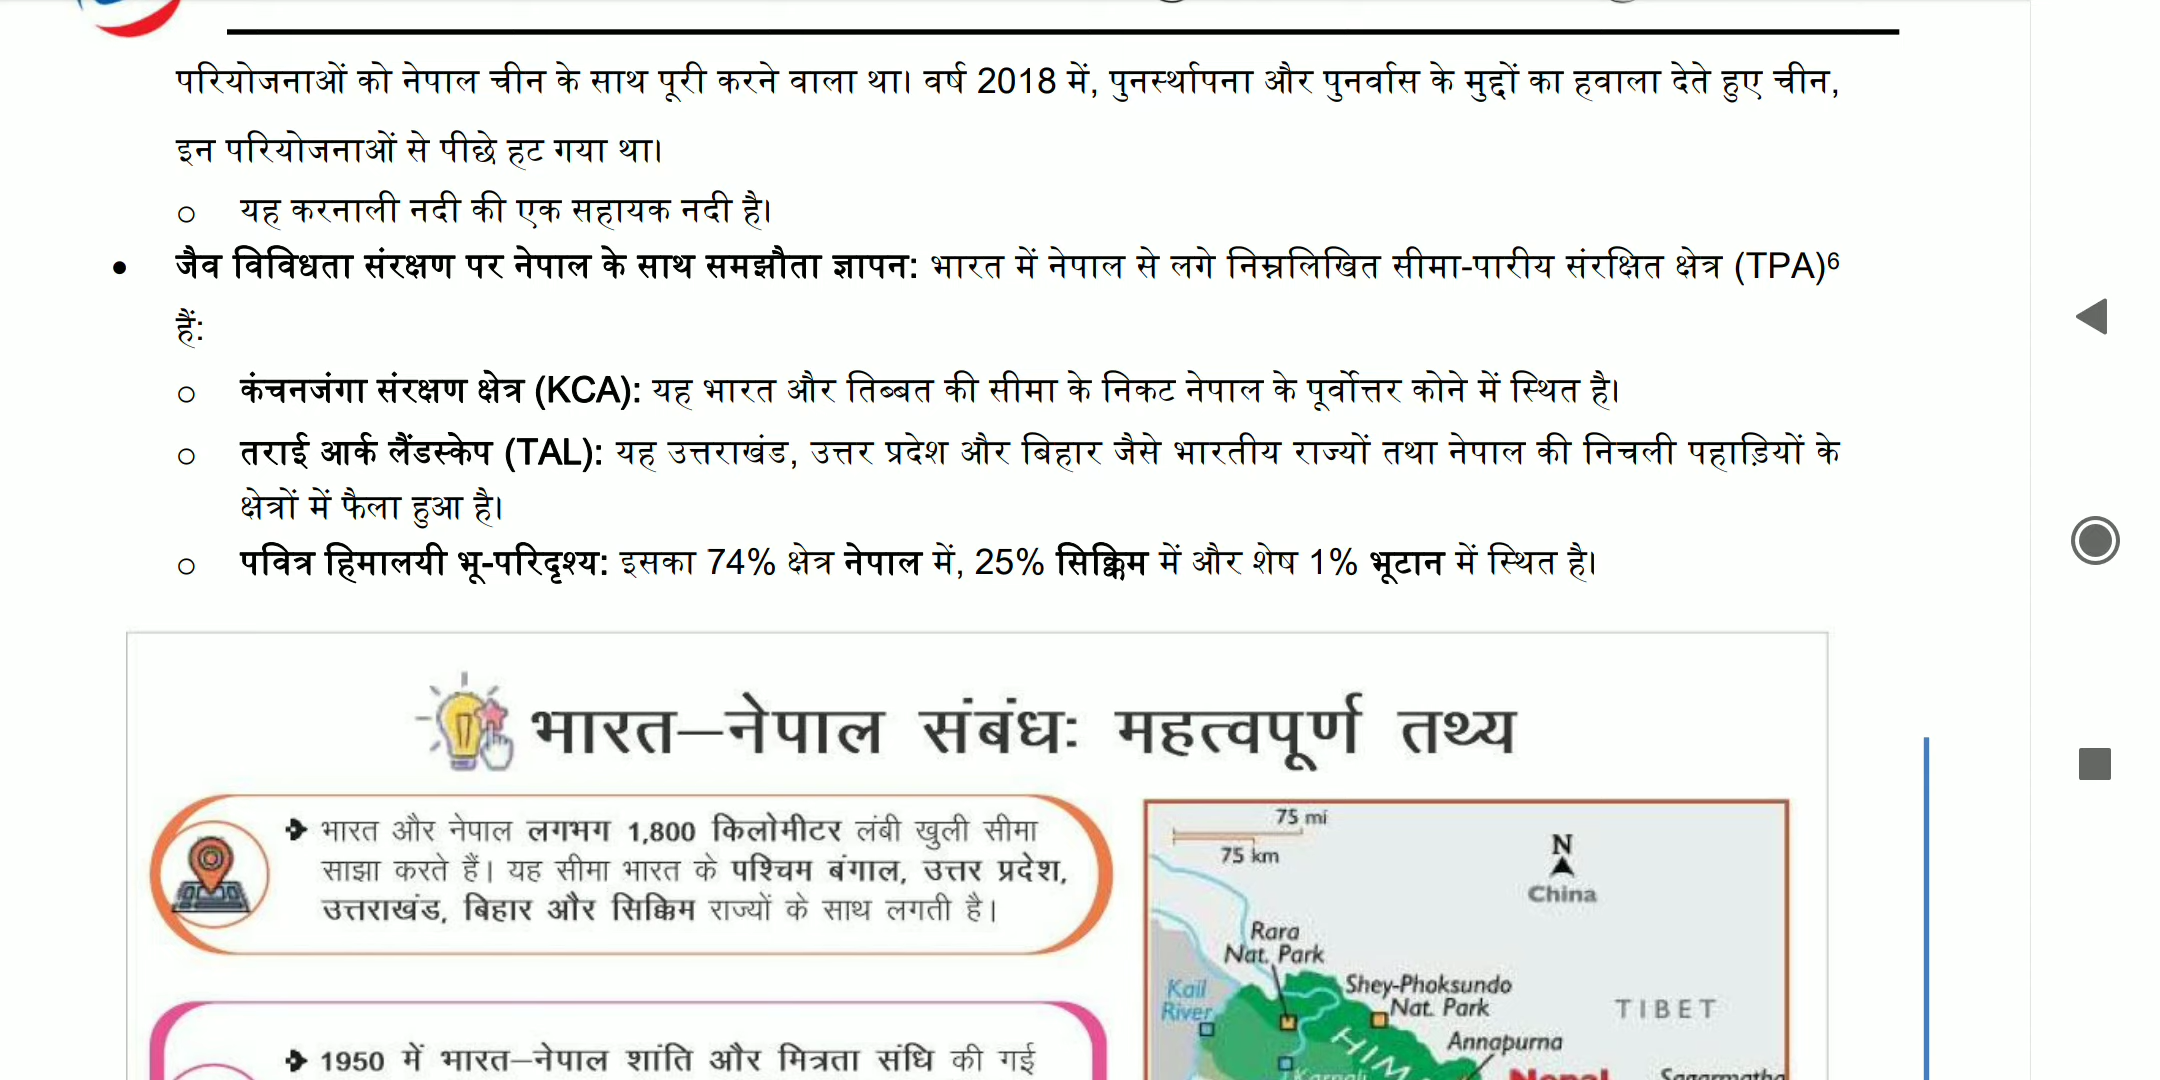 परियोजनाओं को नेपाल चीन के साथ पूरी करने वाला था। वर्ष 2018 में, पुनर्स्थापना और पुनर्वास के मुद्दों का हवाला देते हुए चीन,
इन परियोजनाओं से पीछे हट गया था।
○ यह करनाली नदी की एक सहायक नदी है।
● जैव विविधता संरक्षण पर नेपाल के साथ समझौता ज्ञापन: भारत में नेपाल से लगे निम्नलिखित सीमा-पारीय संरक्षित क्षेत्र (TPA)⁶
हैं:
○ कंचनजंगा संरक्षण क्षेत्र (KCA): यह भारत और तिब्बत की सीमा के निकट नेपाल के पूर्वोत्तर कोने में स्थित है।
○ तराई आर्क लैंडस्केप (TAL): यह उत्तराखंड, उत्तर प्रदेश और बिहार जैसे भारतीय राज्यों तथा नेपाल की निचली पहाड़ियों के
क्षेत्रों में फैला हुआ है।
○ पवित्र हिमालयी भू-परिदृश्य: इसका 74% क्षेत्र नेपाल में, 25% सिक्किम में और शेष 1% भूटान में स्थित है।
भारत–नेपाल संबंध: महत्वपूर्ण तथ्य
भारत और नेपाल लगभग 1,800 किलोमीटर लंबी खुली सीमा
साझा करते हैं। यह सीमा भारत के पश्चिम बंगाल, उत्तर प्रदेश,
उत्तराखंड, बिहार और सिक्किम राज्यों के साथ लगती है।
1950 में भारत–नेपाल शांति और मित्रता संधि की गई
75 mi
75 km
N
China
Rara
Nat. Park
Kail
River
Shey-Phoksundo
Nat. Park
TIBET
Annapurna
HIM
Karnali
Nepal
Sagarmatha